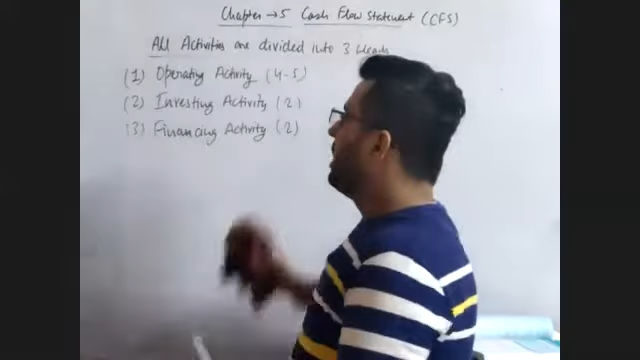 Chapter → 5 Cash Flow Statement (CFS)
All Activities are divided into 3 Heads
(1) Operating Activity (4-5)
(2) Investing Activity (2)
(3) Financing Activity (2)